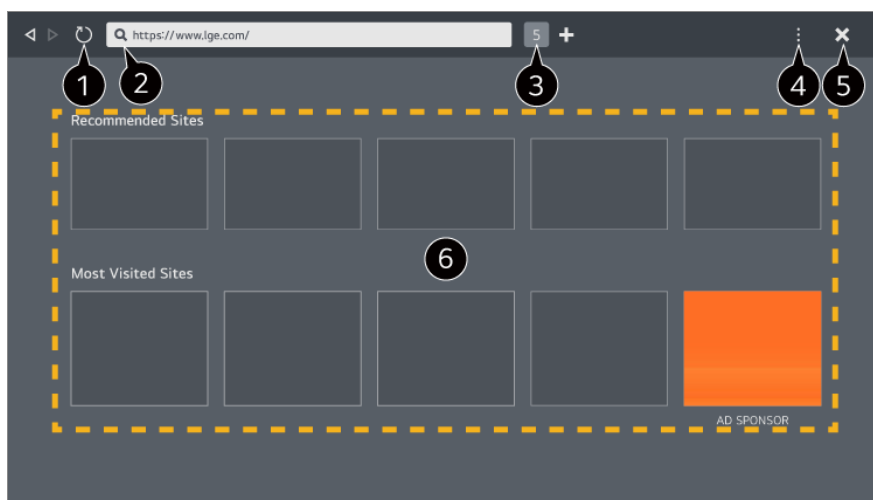 https://www.lge.com/ 5
1 2 3 4 5
Recommended Sites
6
Most Visited Sites
AD SPONSOR